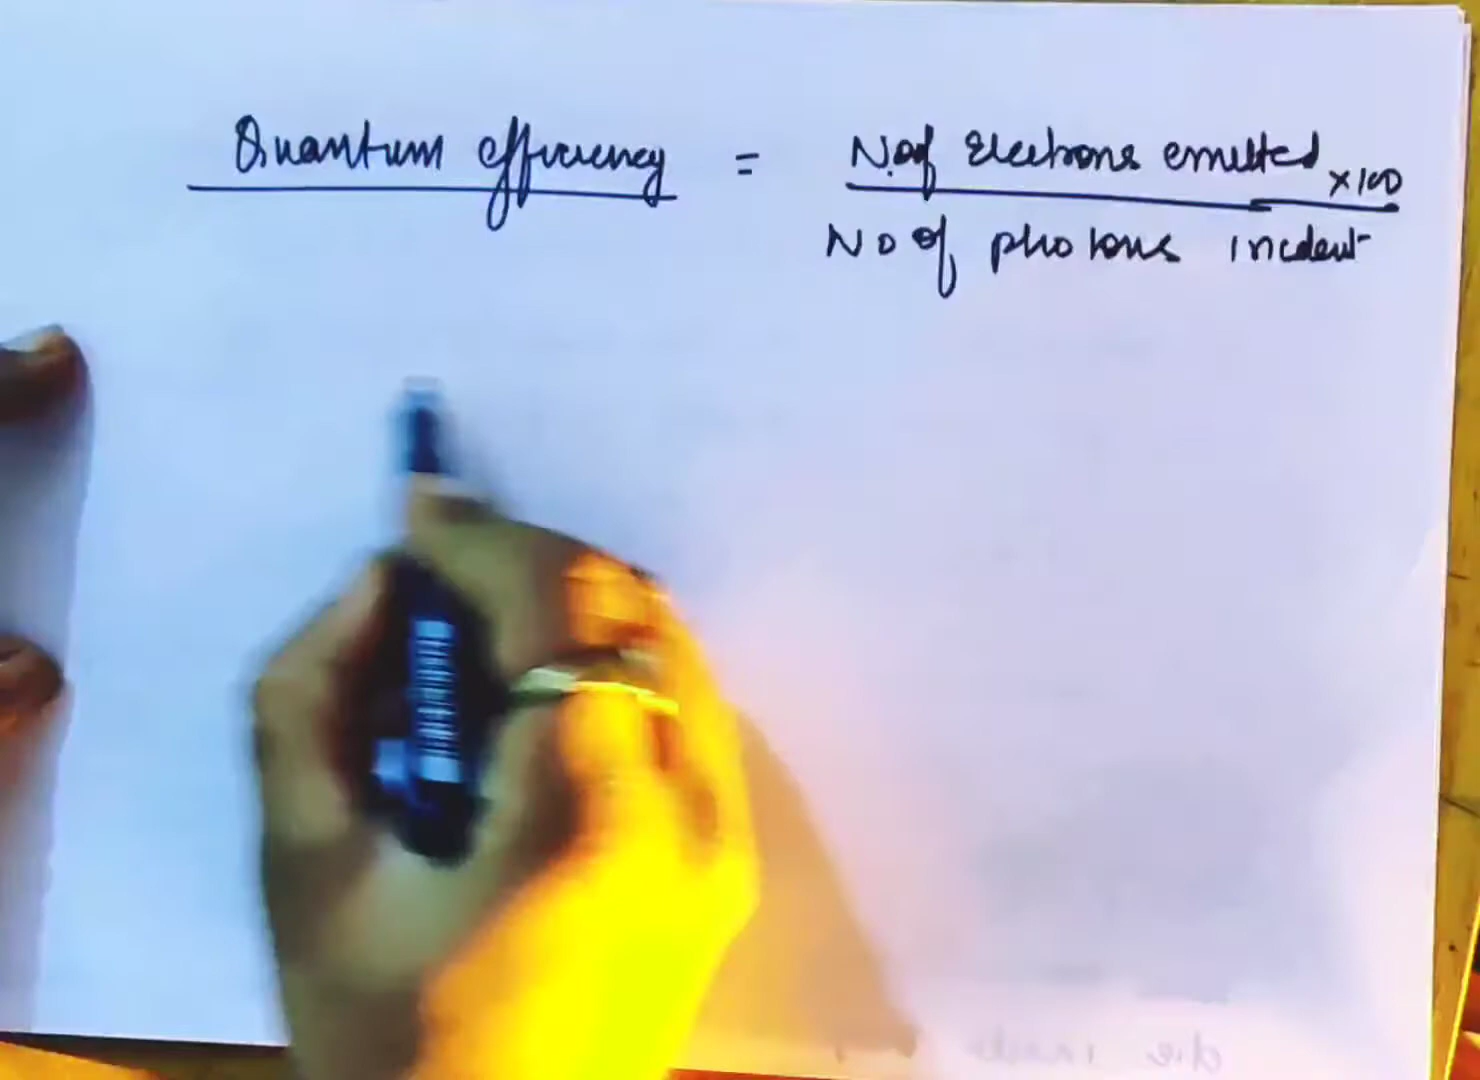 Quantum efficiency = No.of Electrons emitted x100
No of photons incident